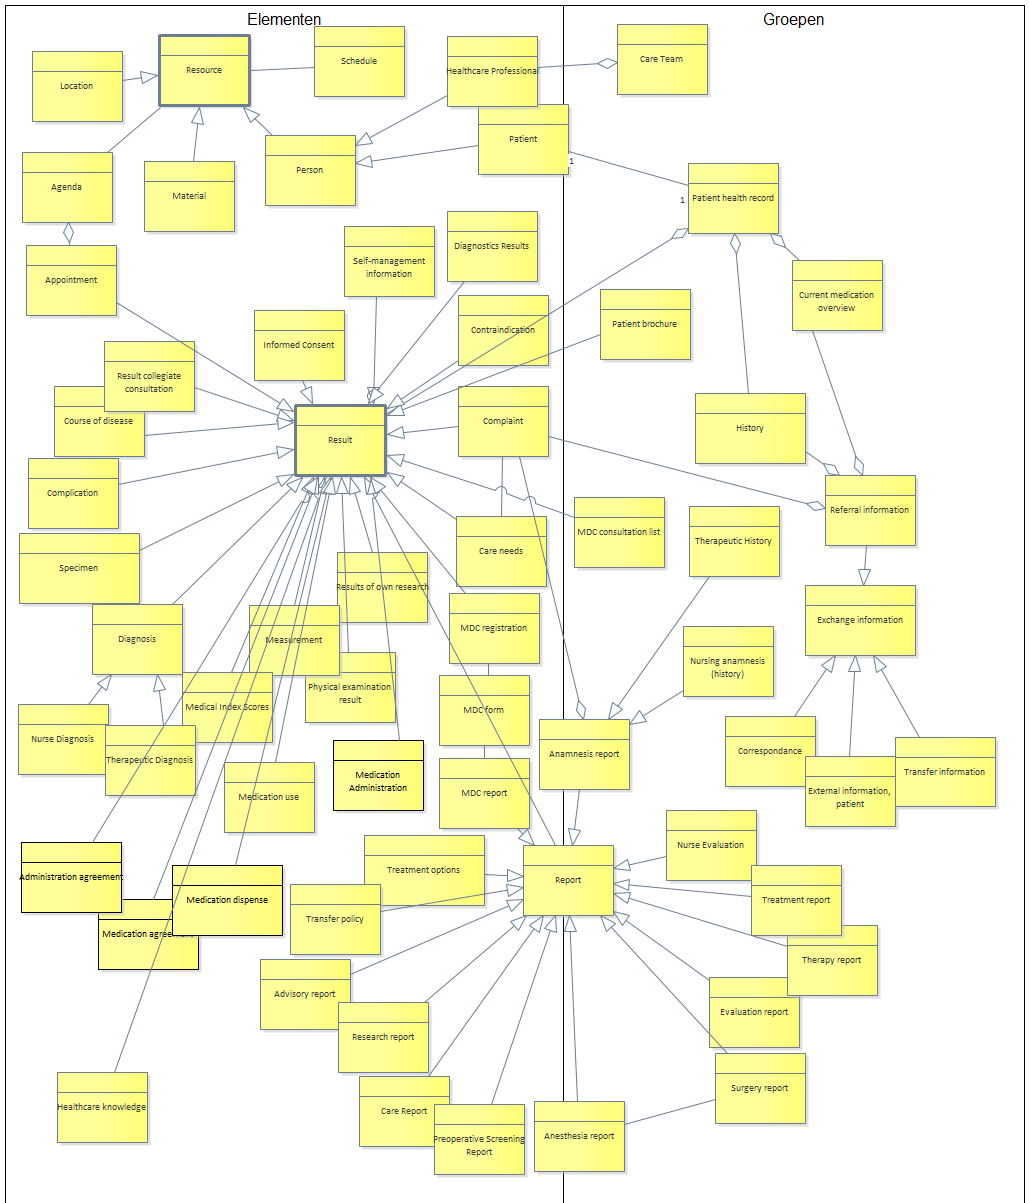 Elementen
Groepen
Location
Resource
Schedule
Healthcare Professional
Care Team
Agenda
Material
Person
Patient
1
1
Patient health record
Appointment
Self-management
information
Diagnostics Results
Current medication
overview
Informed Consent
Contraindication
Patient brochure
Result collegiate
consultation
Course of disease
Result
Complaint
History
Complication
Referral information
Specimen
Care needs
MDC consultation list
Therapeutic History
Results of own research
Diagnosis
Measurement
MDC registration
Exchange information
Nursing anamnesis
(history)
Medical Index Scores
Physical examination
result
MDC form
Nurse Diagnosis
Therapeutic Diagnosis
Anamnesis report
Correspondance
Transfer information
External information,
patient
Medication
Administration
Medication use
MDC report
Nurse Evaluation
Administration agreement
Treatment options
Report
Medication dispense
Treatment report
Transfer policy
Therapy report
Advisory report
Evaluation report
Research report
Surgery report
Healthcare knowledge
Care Report
Preoperative Screening
Report
Anesthesia report
Medication